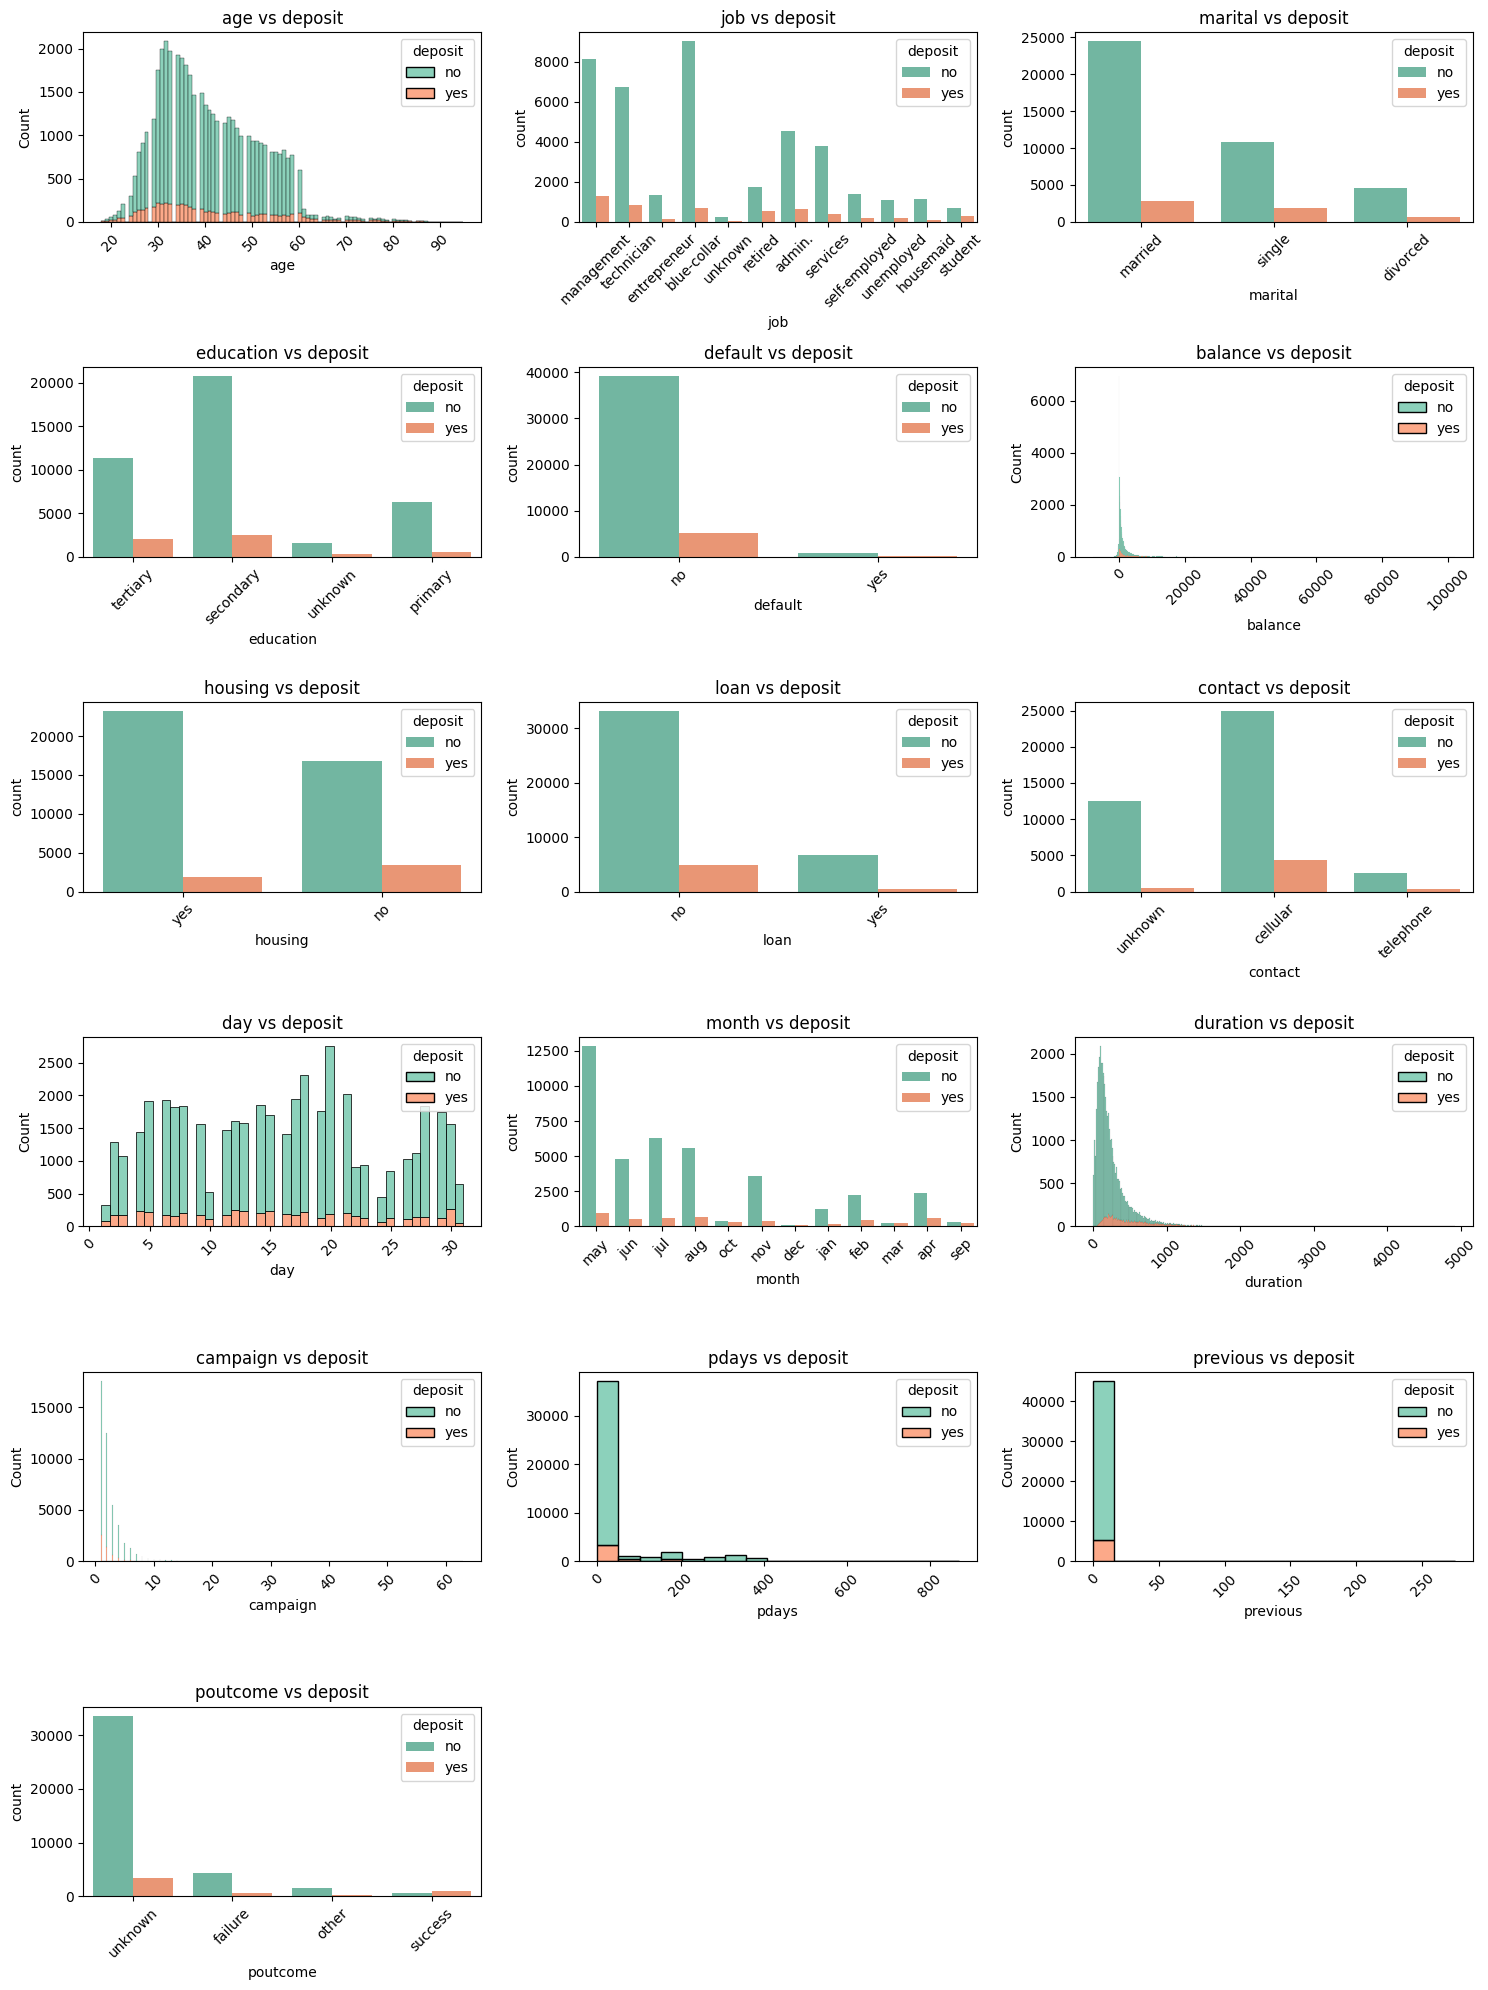 age vs deposit
Count
2000
1500
1000
500
0
20 30 40 50 60 70 80 90
age
deposit
no
yes
job vs deposit
count
8000
6000
4000
2000
0
management technician entrepreneur blue-collar unknown retired admin. services self-employed unemployed housemaid student
job
deposit
no
yes
marital vs deposit
count
25000
20000
15000
10000
5000
0
married single divorced
marital
deposit
no
yes
education vs deposit
count
20000
15000
10000
5000
0
tertiary secondary unknown primary
education
deposit
no
yes
default vs deposit
count
40000
30000
20000
10000
0
no yes
default
deposit
no
yes
balance vs deposit
Count
6000
4000
2000
0
0 20000 40000 60000 80000 100000
balance
deposit
no
yes
housing vs deposit
count
20000
15000
10000
5000
0
yes no
housing
deposit
no
yes
loan vs deposit
count
30000
25000
20000
15000
10000
5000
0
no yes
loan
deposit
no
yes
contact vs deposit
count
25000
20000
15000
10000
5000
0
unknown cellular telephone
contact
deposit
no
yes
day vs deposit
Count
2500
2000
1500
1000
500
0
0 5 10 15 20 25 30
day
deposit
no
yes
month vs deposit
count
12500
10000
7500
5000
2500
0
may jun jul aug oct nov dec jan feb mar apr sep
month
deposit
no
yes
duration vs deposit
Count
2000
1500
1000
500
0
0 1000 2000 3000 4000 5000
duration
deposit
no
yes
campaign vs deposit
Count
15000
10000
5000
0
0 10 20 30 40 50 60
campaign
deposit
no
yes
pdays vs deposit
Count
30000
20000
10000
0
0 200 400 600 800
pdays
deposit
no
yes
previous vs deposit
Count
40000
30000
20000
10000
0
0 50 100 150 200 250
previous
deposit
no
yes
poutcome vs deposit
count
30000
20000
10000
0
unknown failure other success
poutcome
deposit
no
yes